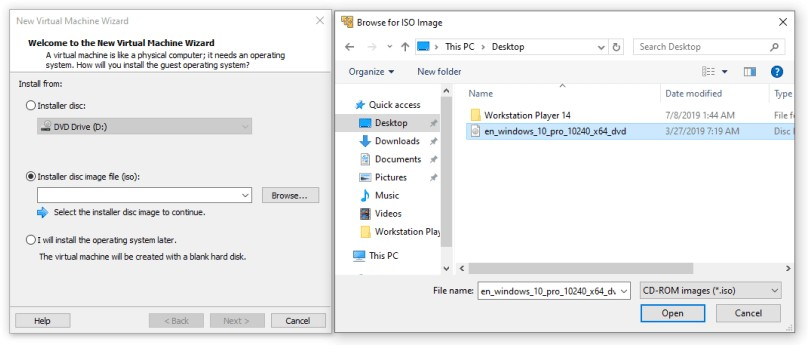 New Virtual Machine Wizard
Welcome to the New Virtual Machine Wizard
A virtual machine is like a physical computer; it needs an operating
system. How will you install the guest operating system?
Install from:
Installer disc:
DVD Drive (D:)
Installer disc image file (iso):
Browse...
Select the installer disc image to continue.
I will install the operating system later.
The virtual machine will be created with a blank hard disk.
Help
< Back
Next >
Cancel
Browse for ISO Image
This PC > Desktop
Search Desktop
Organize
New folder
Name
Date modified
Type
Quick access
Desktop
Downloads
Documents
Pictures
Music
Videos
Workstation Play
This PC
Workstation Player 14
7/8/2019 1:44 AM
File fo
en_windows_10_pro_10240_x64_dvd
3/27/2019 7:19 AM
Disc
File name:
en_windows_10_pro_10240_x64_dv
CD-ROM images (*.iso)
Open
Cancel